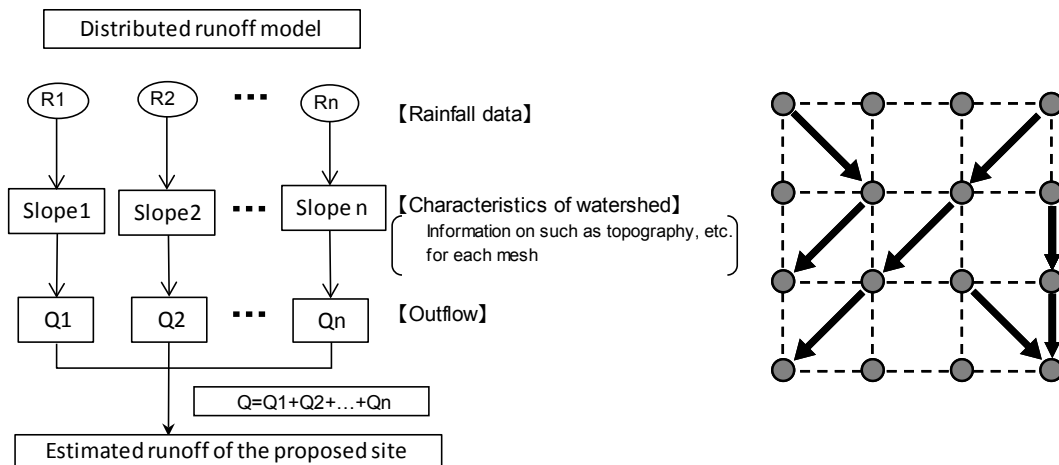 Distributed runoff model
R1 R2 ▪▪▪ Rn 【Rainfall data】
Slope1 Slope2 ▪▪▪ Slope n 【Characteristics of watershed】
Information on such as topography, etc.
for each mesh
Q1 Q2 ▪▪▪ Qn 【Outflow】
Q=Q1+Q2+…+Qn
Estimated runoff of the proposed site